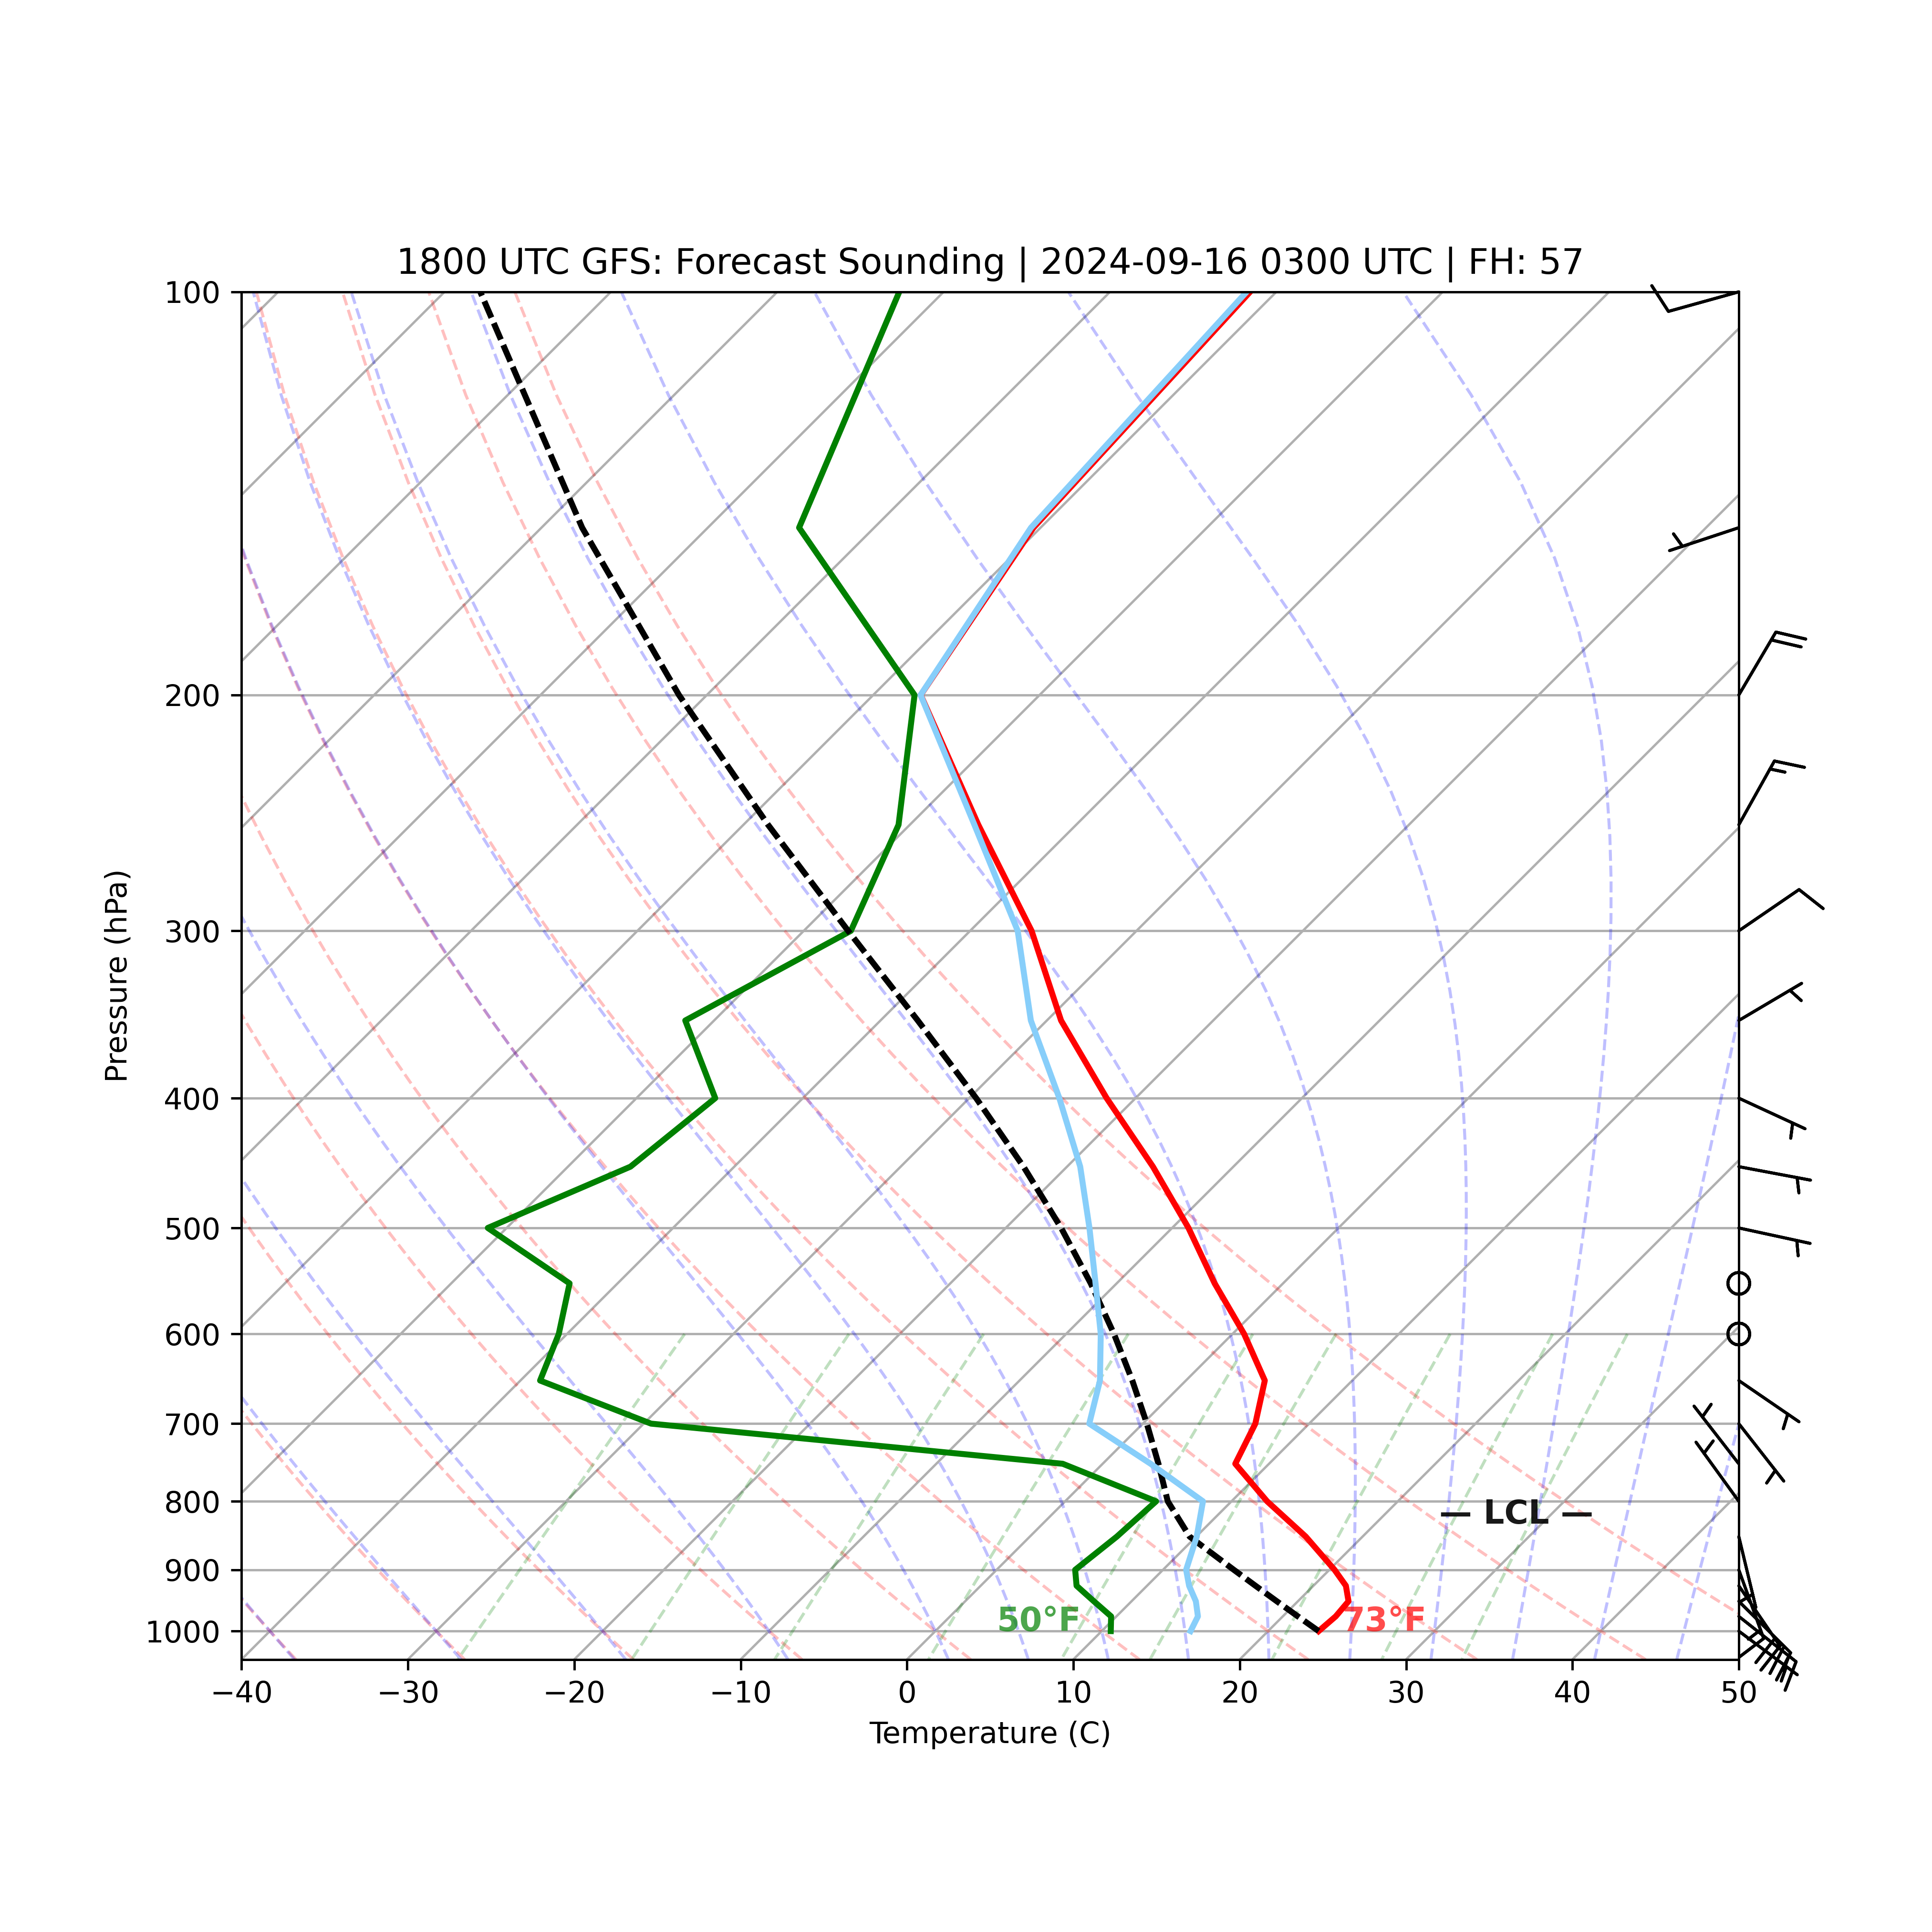 1800 UTC GFS: Forecast Sounding | 2024-09-16 0300 UTC | FH: 57
100
200
300
400
500
600
700
800
900
1000
Pressure (hPa)
— LCL —
50°F
73°F
−40 −30 −20 −10 0 10 20 30 40 50
Temperature (C)